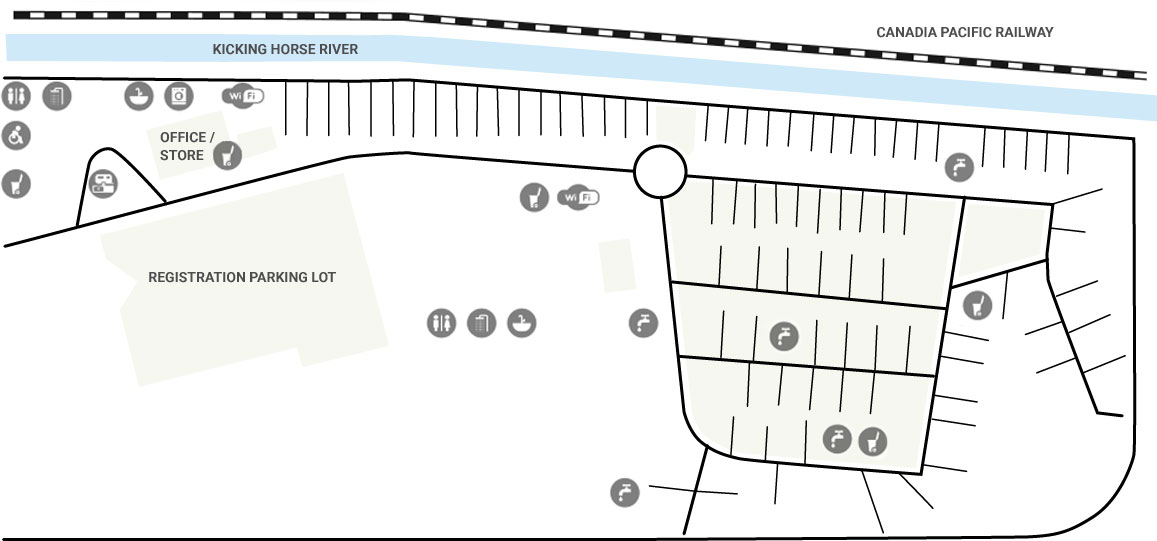 CANADIA PACIFIC RAILWAY
KICKING HORSE RIVER
Wi Fi
OFFICE /
STORE
Wi Fi
REGISTRATION PARKING LOT